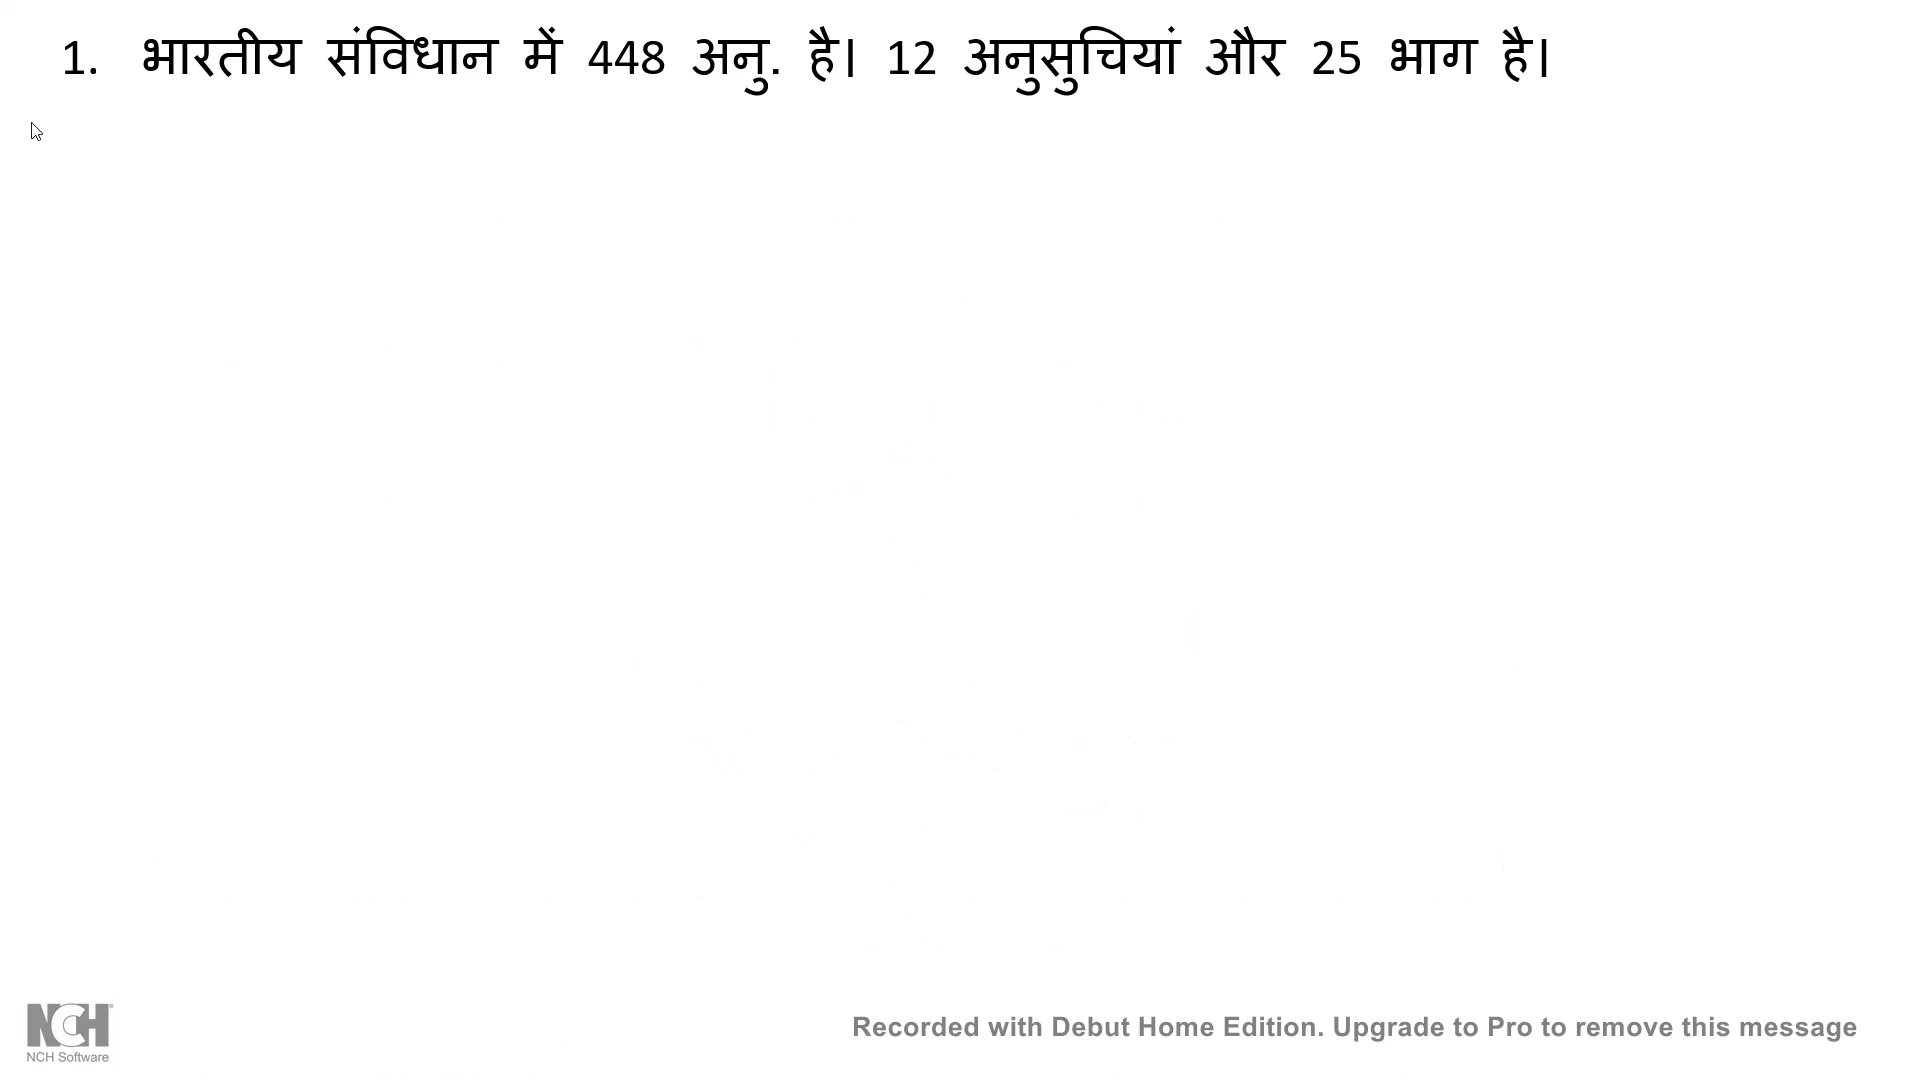 1. भारतीय संविधान में 448 अनु. है। 12 अनुसुचियां और 25 भाग है।
NCH
NCH Software
Recorded with Debut Home Edition. Upgrade to Pro to remove this message